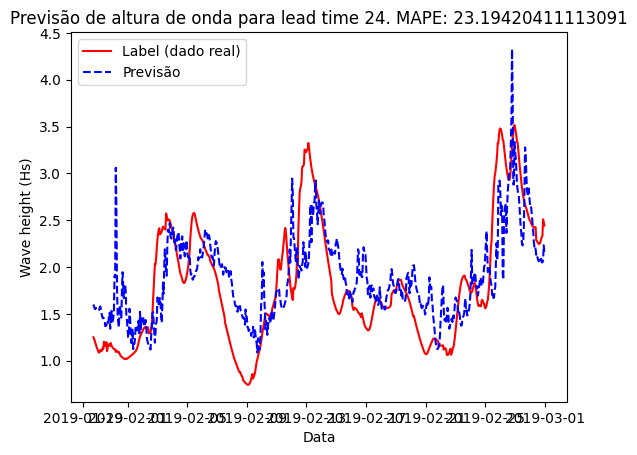 Previsão de altura de onda para lead time 24. MAPE: 23.19420411113091
Label (dado real)
Previsão
4.5
4.0
3.5
3.0
2.5
2.0
1.5
1.0
Wave height (Hs)
2019-01-29 2019-02-01 2019-02-05 2019-02-09 2019-02-13 2019-02-17 2019-02-21 2019-02-25 2019-03-01
Data